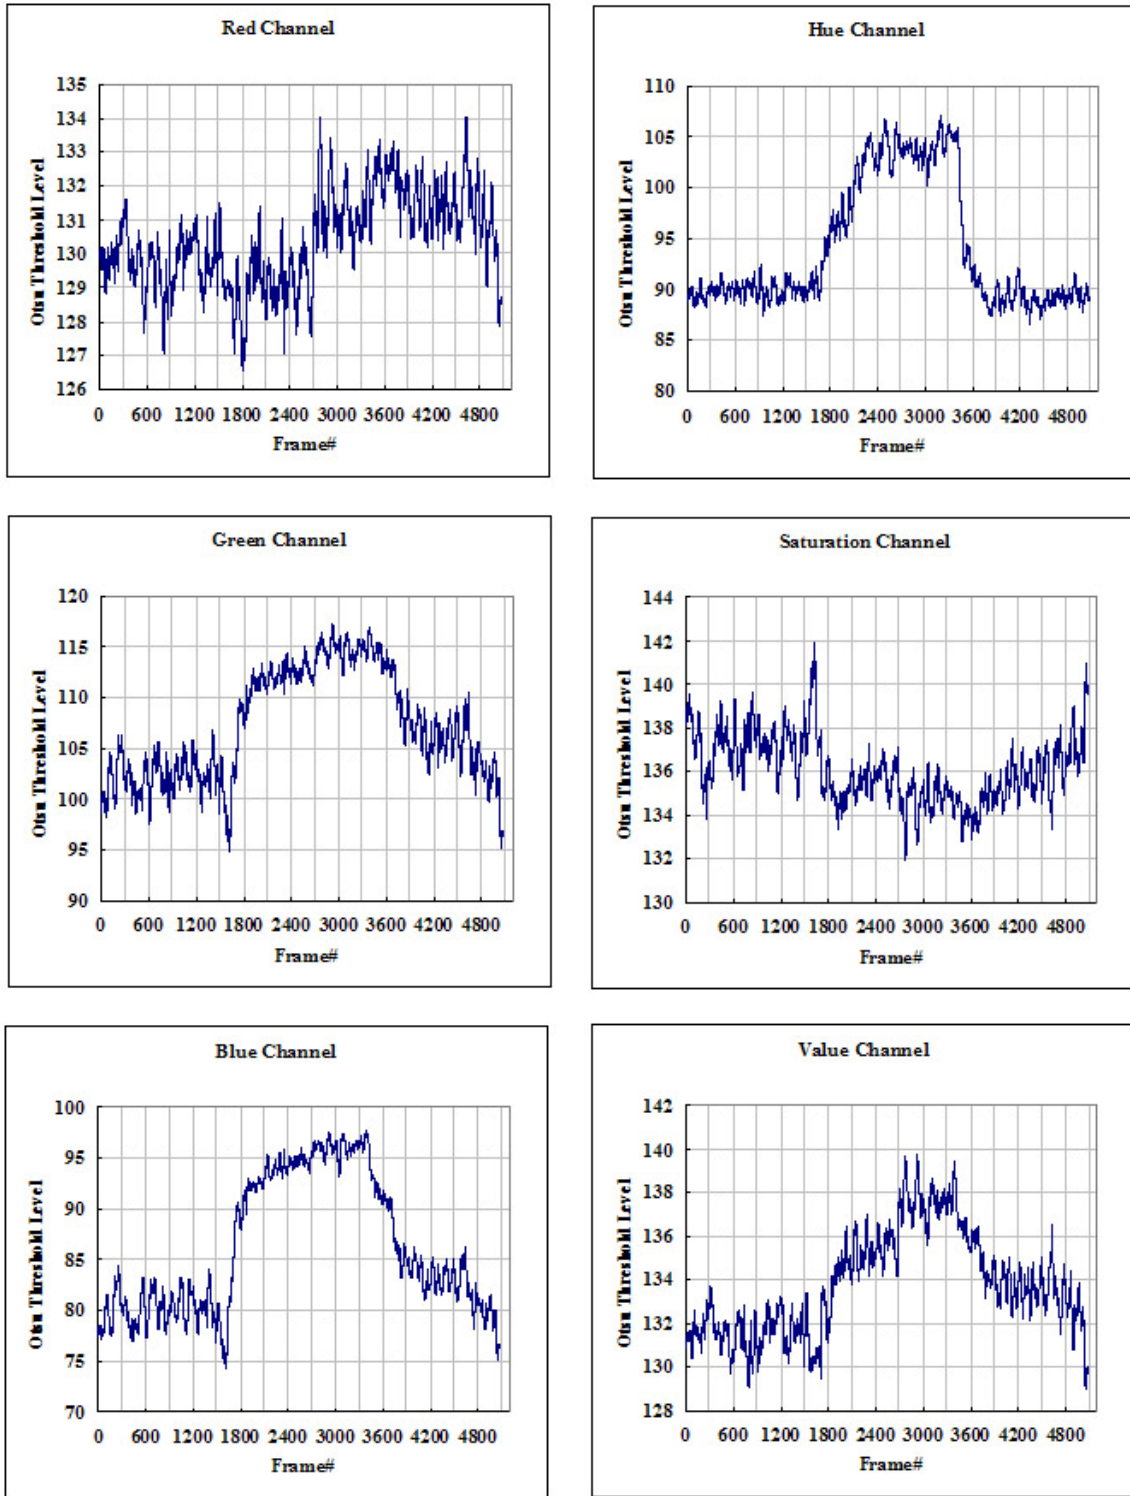 Red Channel
Otsu Threshold Level
135
134
133
132
131
130
129
128
127
126
0 600 1200 1800 2400 3000 3600 4200 4800
Frame#
Hue Channel
Otsu Threshold Level
110
105
100
95
90
85
80
0 600 1200 1800 2400 3000 3600 4200 4800
Frame#
Green Channel
Otsu Threshold Level
120
115
110
105
100
95
90
0 600 1200 1800 2400 3000 3600 4200 4800
Frame#
Saturation Channel
Otsu Threshold Level
144
142
140
138
136
134
132
130
0 600 1200 1800 2400 3000 3600 4200 4800
Frame#
Blue Channel
Otsu Threshold Level
100
95
90
85
80
75
70
0 600 1200 1800 2400 3000 3600 4200 4800
Frame#
Value Channel
Otsu Threshold Level
142
140
138
136
134
132
130
128
0 600 1200 1800 2400 3000 3600 4200 4800
Frame#